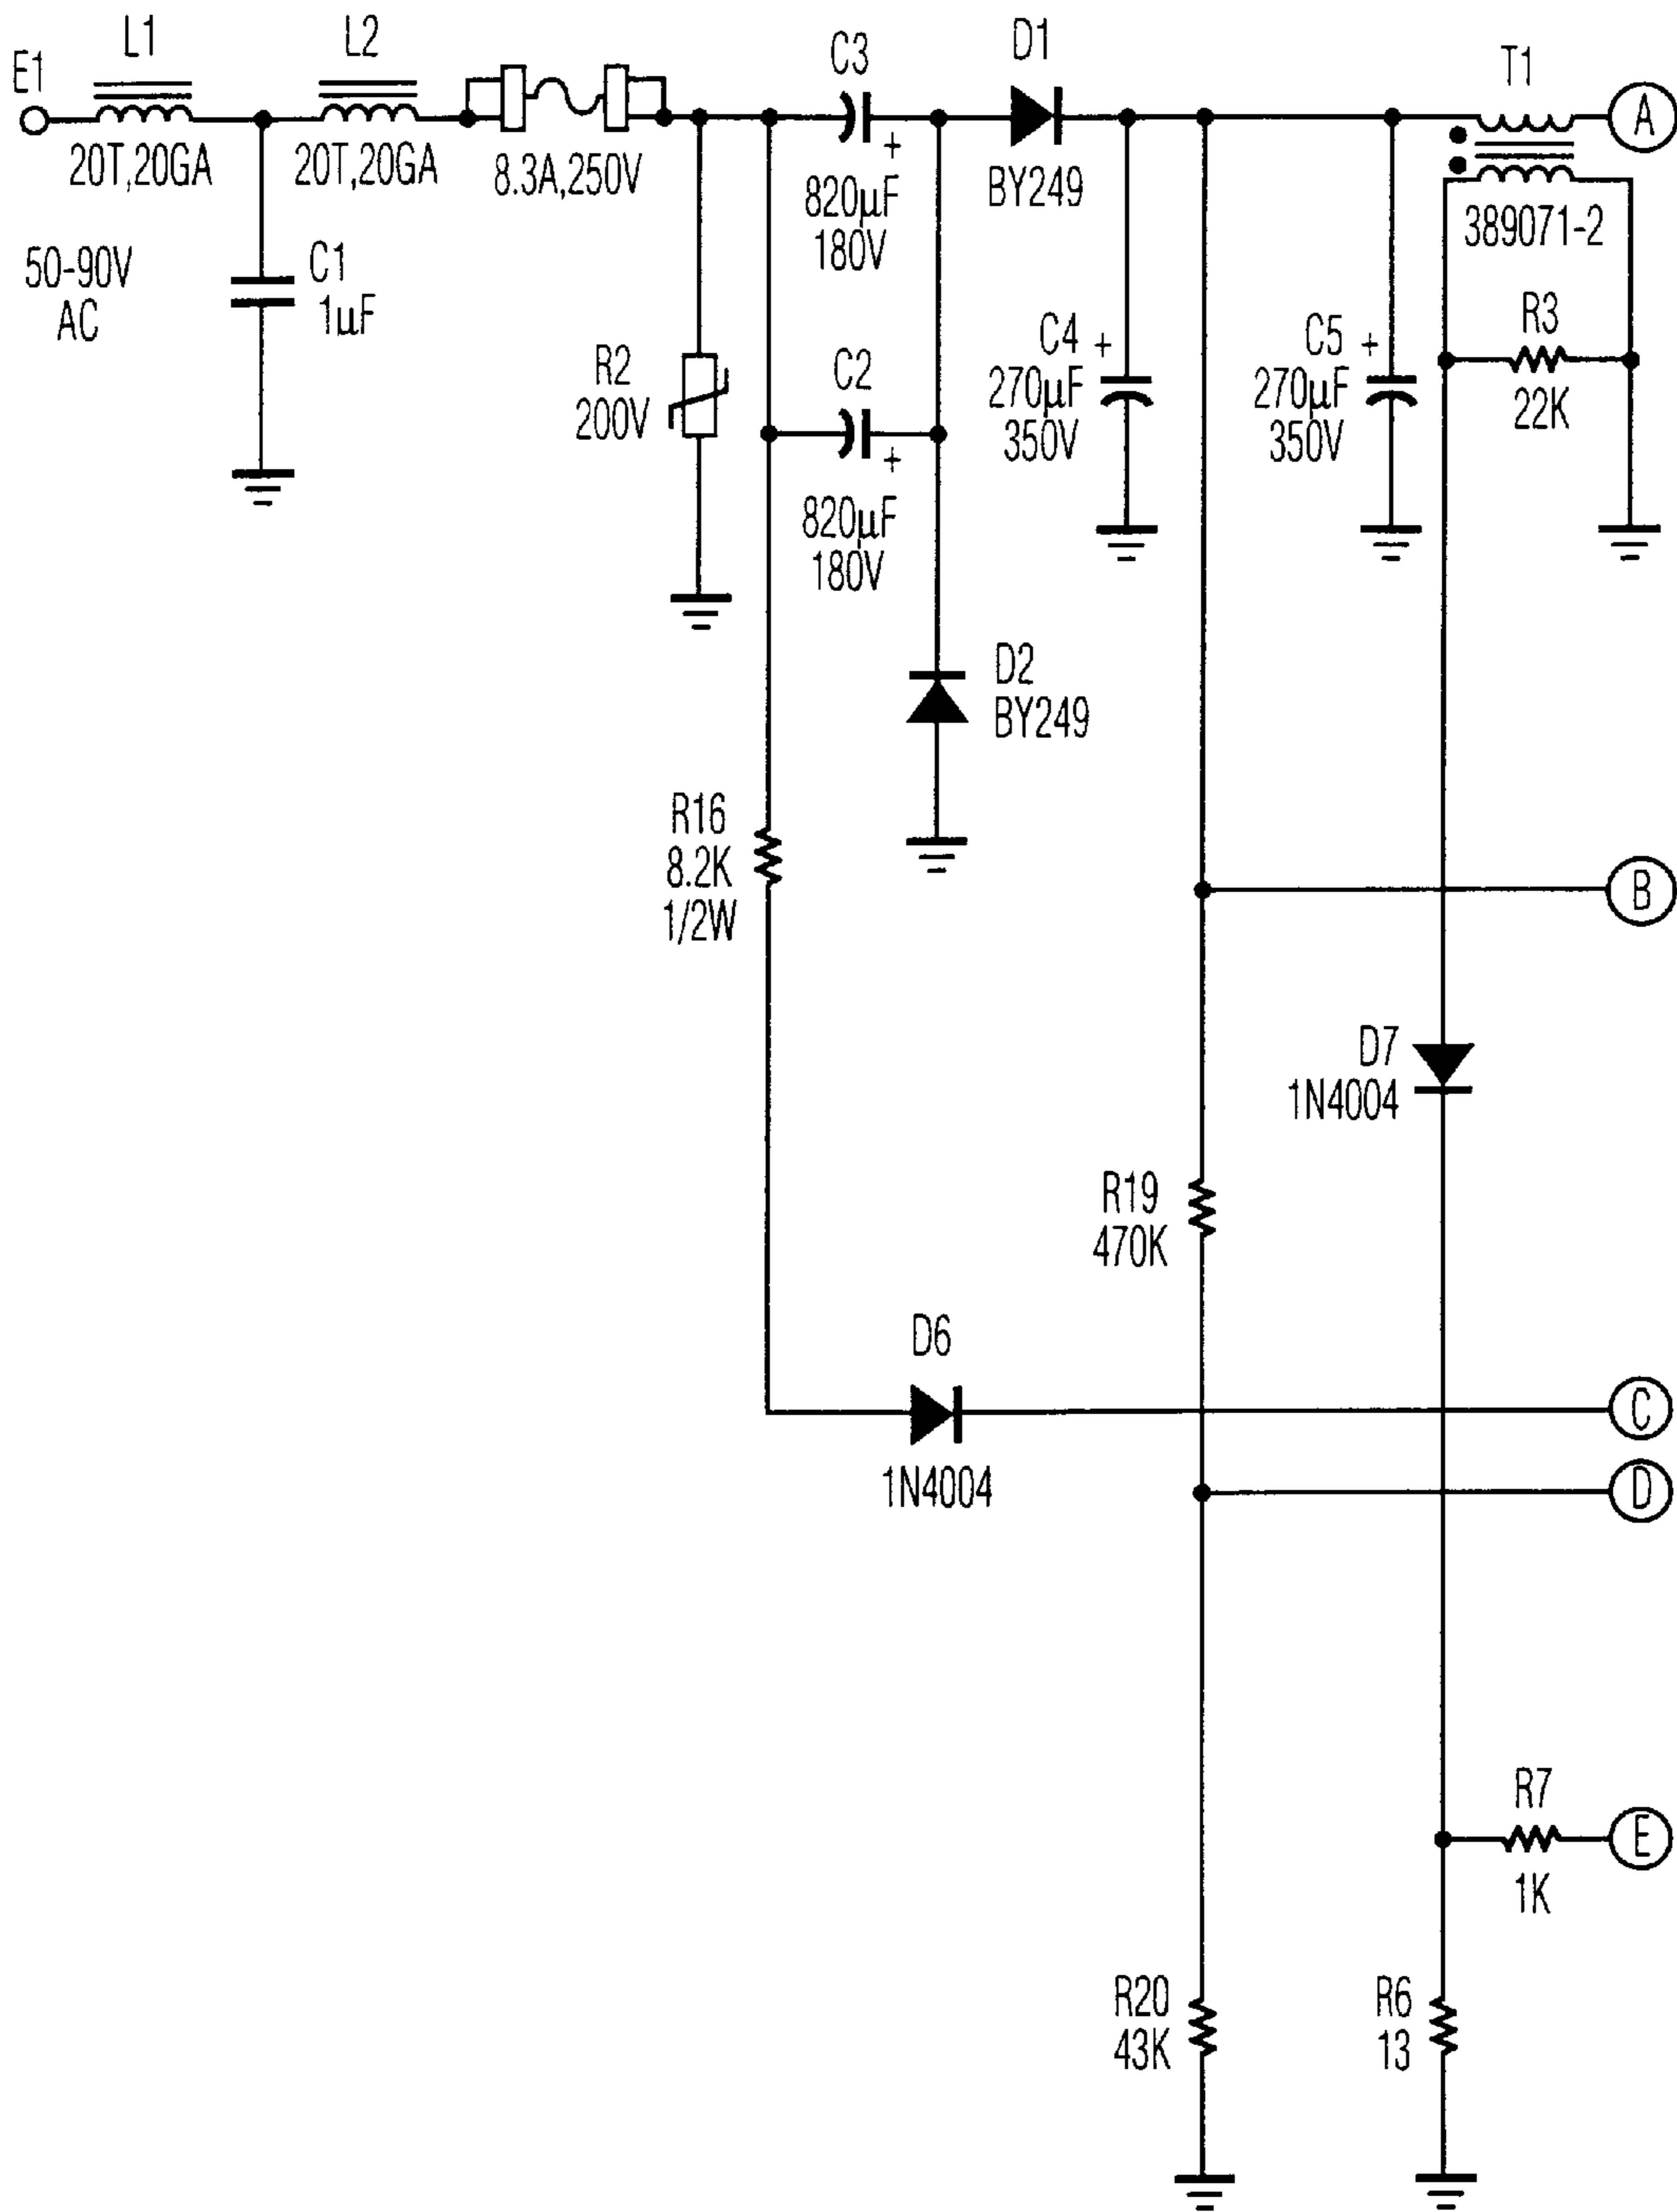 E1
L1
20T,20GA
L2
20T,20GA
8.3A,250V
50-90V
AC
C1
1µF
R2
200V
C3
+
820µF
180V
C2
+
820µF
180V
D1
BY249
D2
BY249
C4 +
270µF
350V
C5 +
270µF
350V
T1
389071-2
R3
22K
A
R16
8.2K
1/2W
B
D7
1N4004
R19
470K
D6
1N4004
C
D
R7
1K
E
R20
43K
R6
13